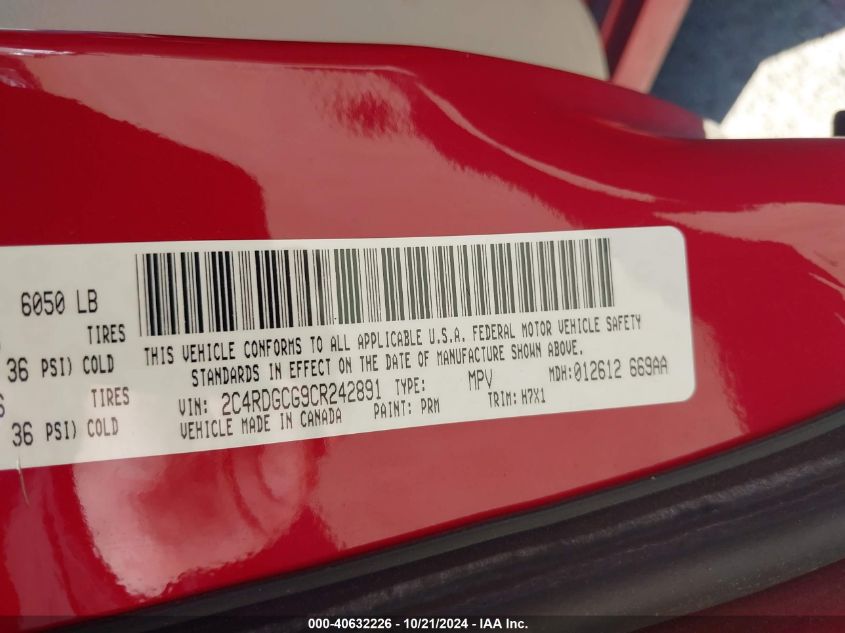 6050 LB
TIRES
36 PSI) COLD
TIRES
36 PSI) COLD
THIS VEHICLE CONFORMS TO ALL APPLICABLE U.S.A. FEDERAL MOTOR VEHICLE SAFETY
STANDARDS IN EFFECT ON THE DATE OF MANUFACTURE SHOWN ABOVE.
VIN: 2C4RDGCG9CR242891 TYPE: MPV MDH:012612 669AA
VEHICLE MADE IN CANADA PAINT: PRM TRIM: H7X1
000-40632226 - 10/21/2024 - IAA Inc.